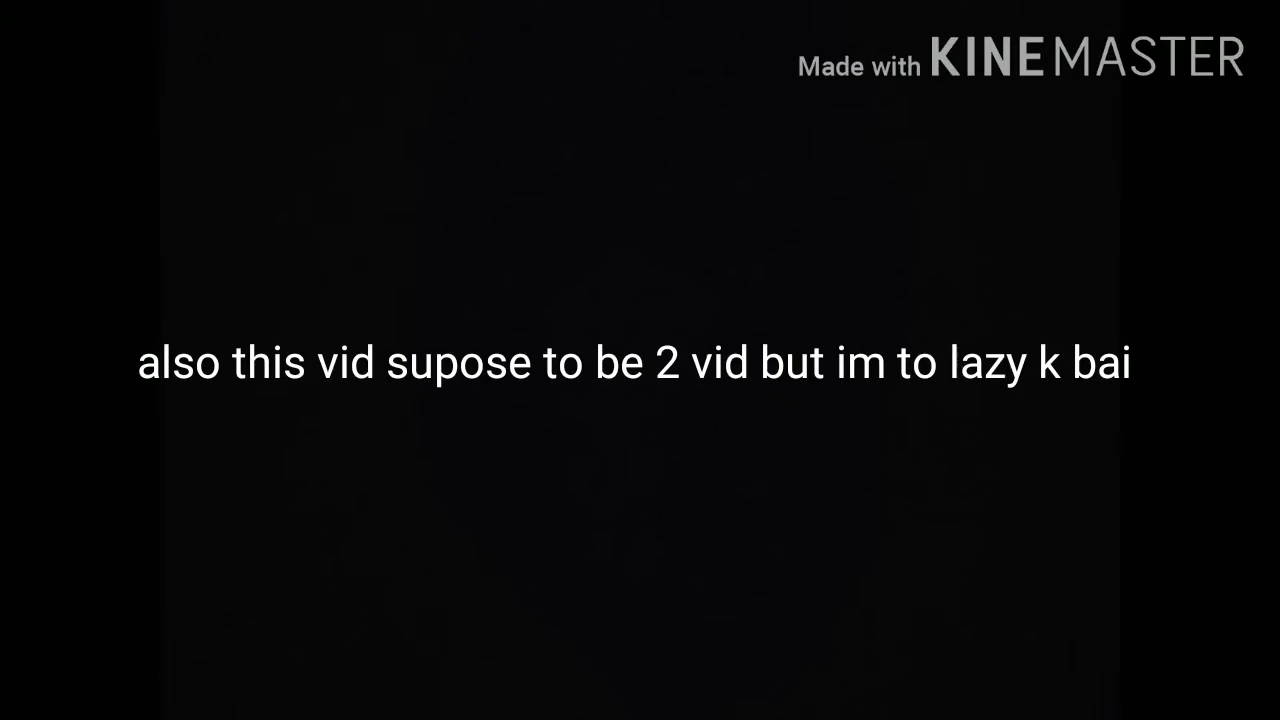 Made with KINEMASTER
also this vid supose to be 2 vid but im to lazy k bai